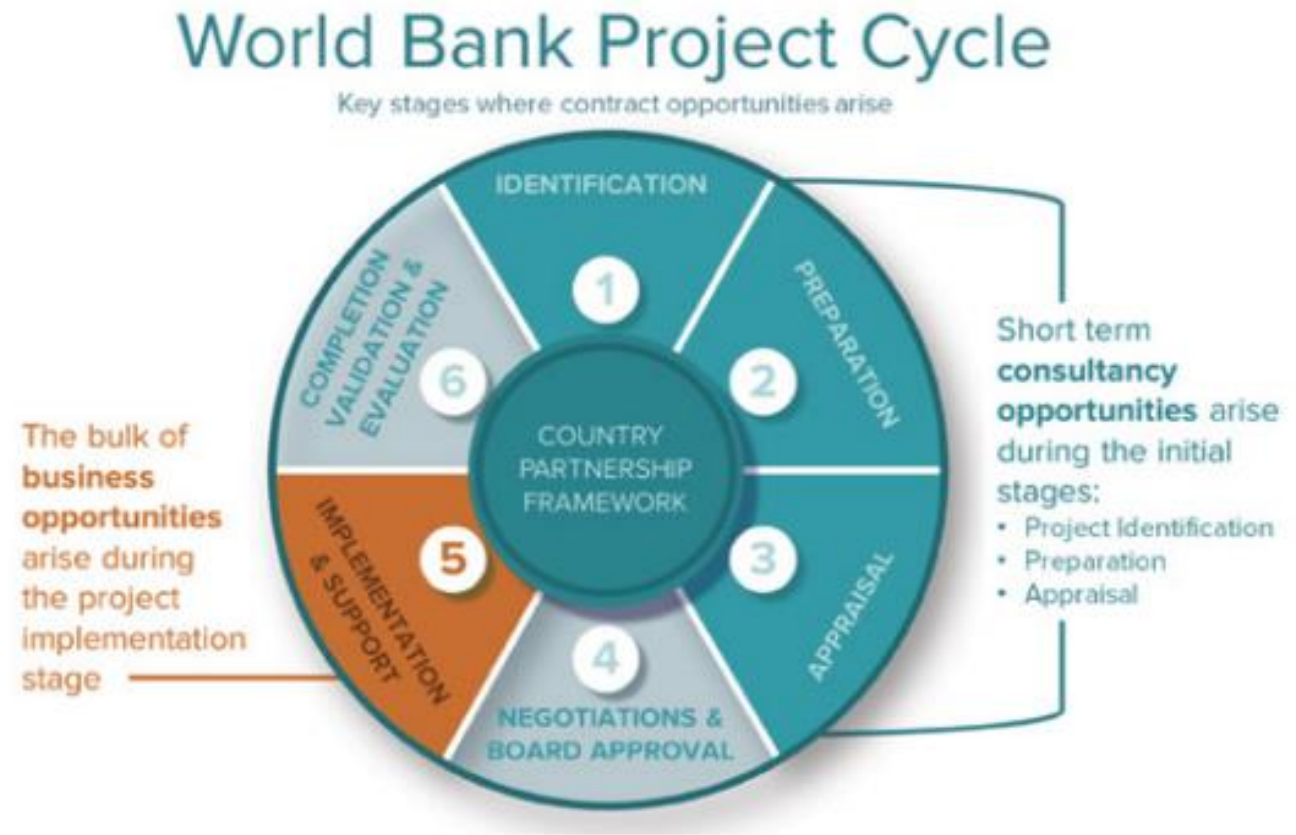 World Bank Project Cycle
Key stages where contract opportunities arise
IDENTIFICATION
1
PREPARATION
2
APPRAISAL
3
4
NEGOTIATIONS &
BOARD APPROVAL
IMPLEMENTATION
& SUPPORT
5
COMPLETION
VALIDATION &
EVALUATION
6
COUNTRY
PARTNERSHIP
FRAMEWORK
Short term
consultancy
opportunities arise
during the initial
stages:
• Project Identification
• Preparation
• Appraisal
The bulk of
business
opportunities
arise during
the project
implementation
stage